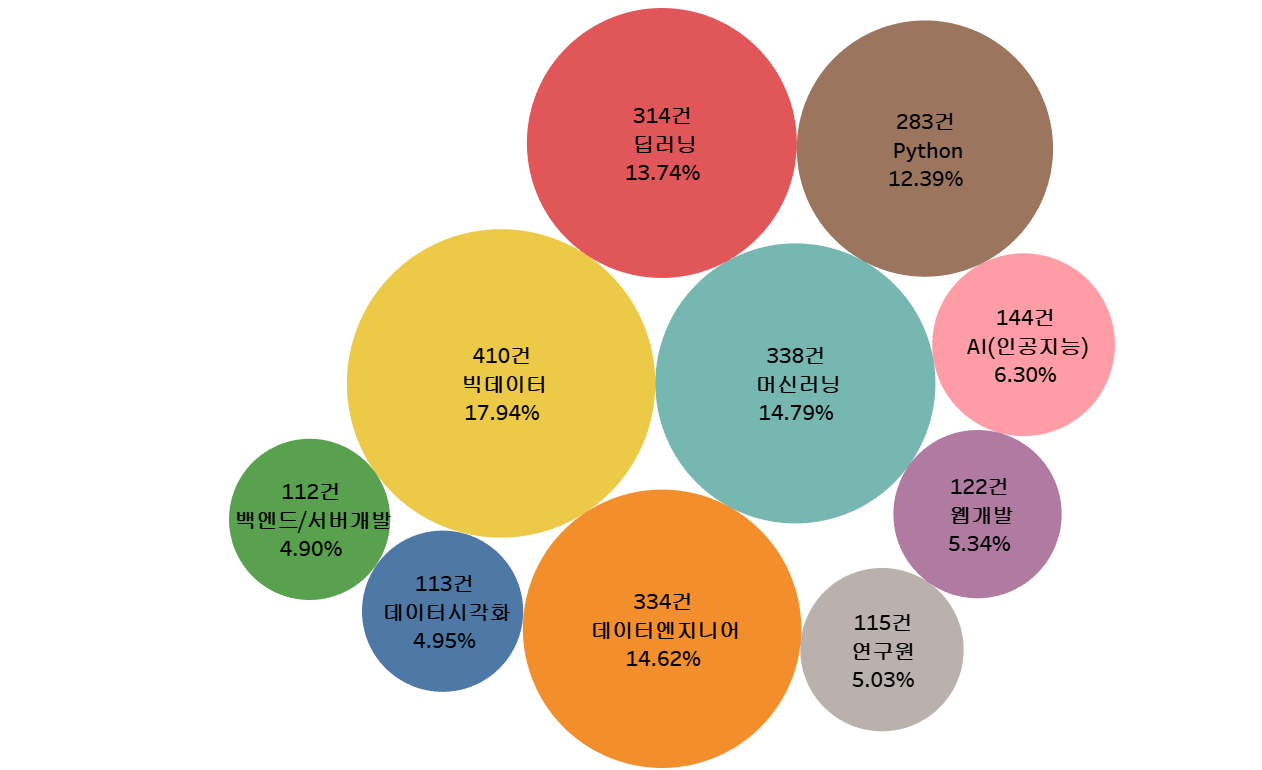 314건
딥러닝
13.74%
283건
Python
12.39%
410건
빅데이터
17.94%
338건
머신러닝
14.79%
144건
AI(인공지능)
6.30%
112건
백엔드/서버개발
4.90%
113건
데이터시각화
4.95%
334건
데이터엔지니어
14.62%
122건
웹개발
5.34%
115건
연구원
5.03%